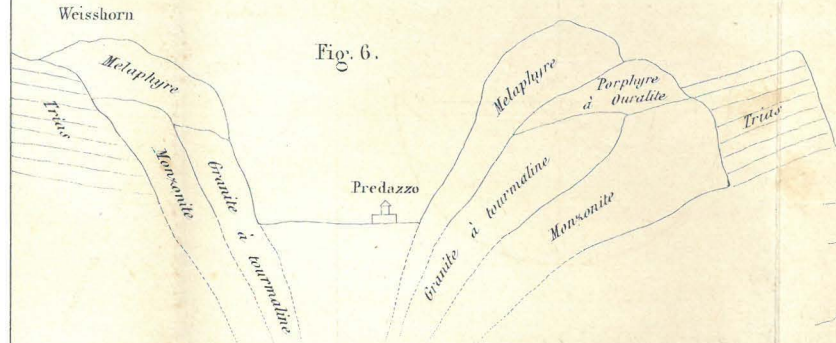 Weisshorn
Fig. 6.
Melaphyre
Trias
Monzonite
Granite à tourmaline
Predazzo
Melaphyre
Porphyre
à Ouralite
Trias
Granite à tourmaline
Monzonite